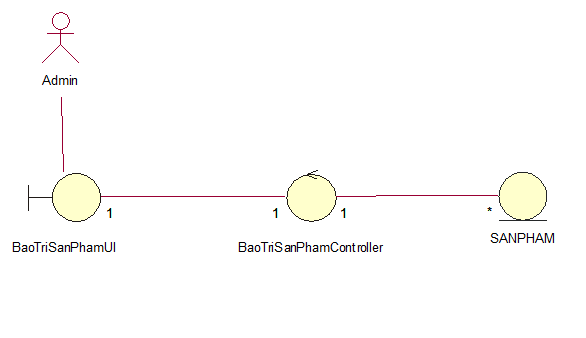 Admin
1
1
1
*
BaoTriSanPhamUI
BaoTriSanPhamController
SANPHAM